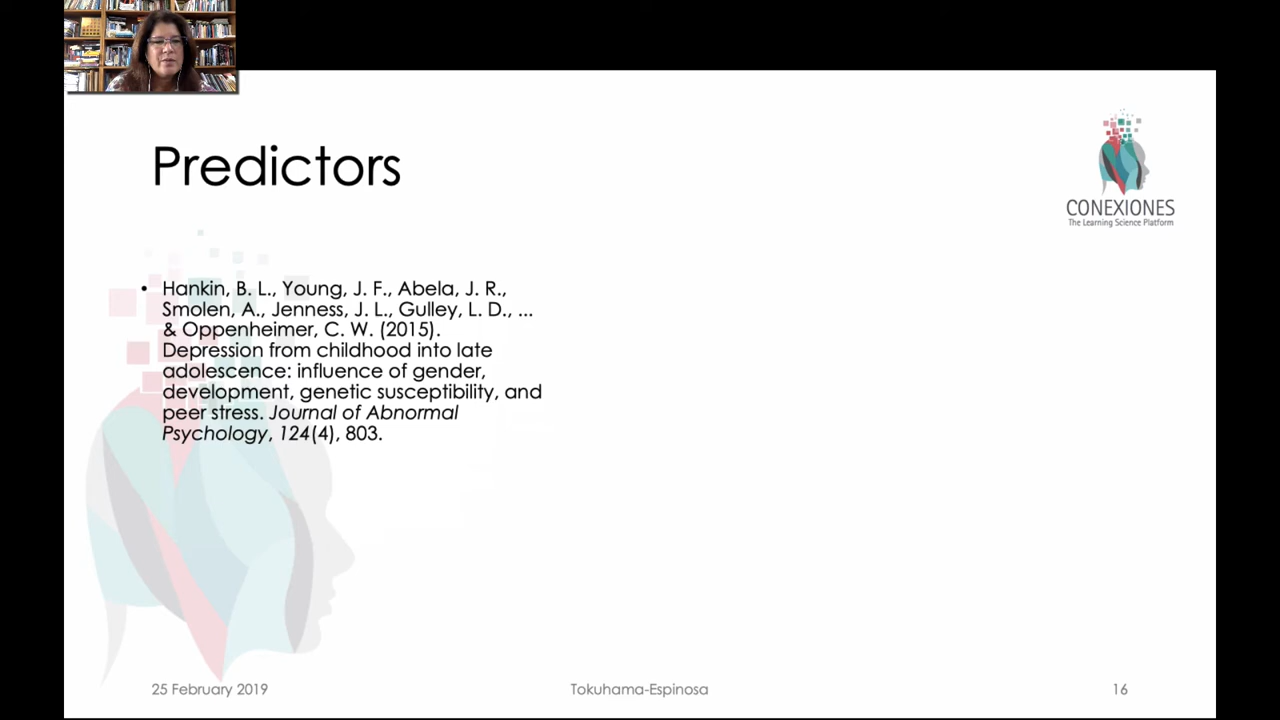 Predictors
CONEXIONES
The Learning Science Platform
• Hankin, B. L., Young, J. F., Abela, J. R.,
Smolen, A., Jenness, J. L., Gulley, L. D., ...
& Oppenheimer, C. W. (2015).
Depression from childhood into late
adolescence: influence of gender,
development, genetic susceptibility, and
peer stress. Journal of Abnormal
Psychology, 124(4), 803.
25 February 2019
Tokuhama-Espinosa
16